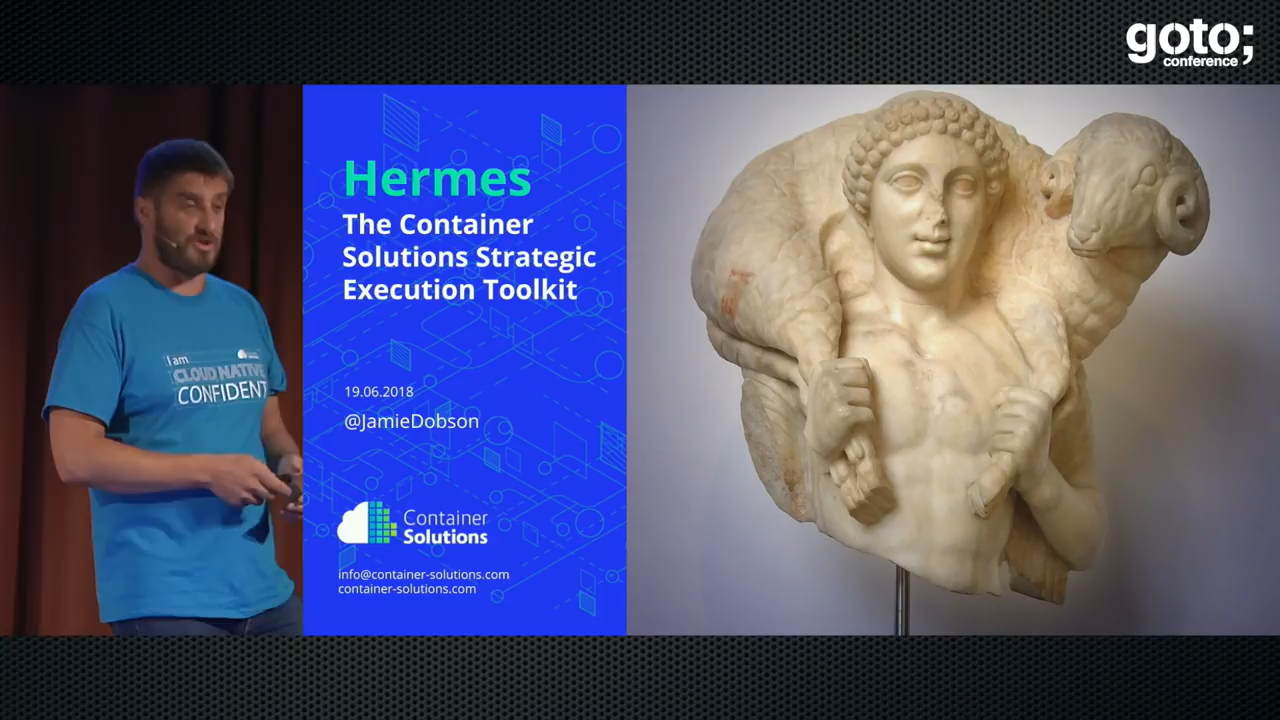 goto;
conference
I am
CLOUD NATIVE
CONFIDENT
Hermes
The Container
Solutions Strategic
Execution Toolkit
19.06.2018
@JamieDobson
Container
Solutions
info@container-solutions.com
container-solutions.com